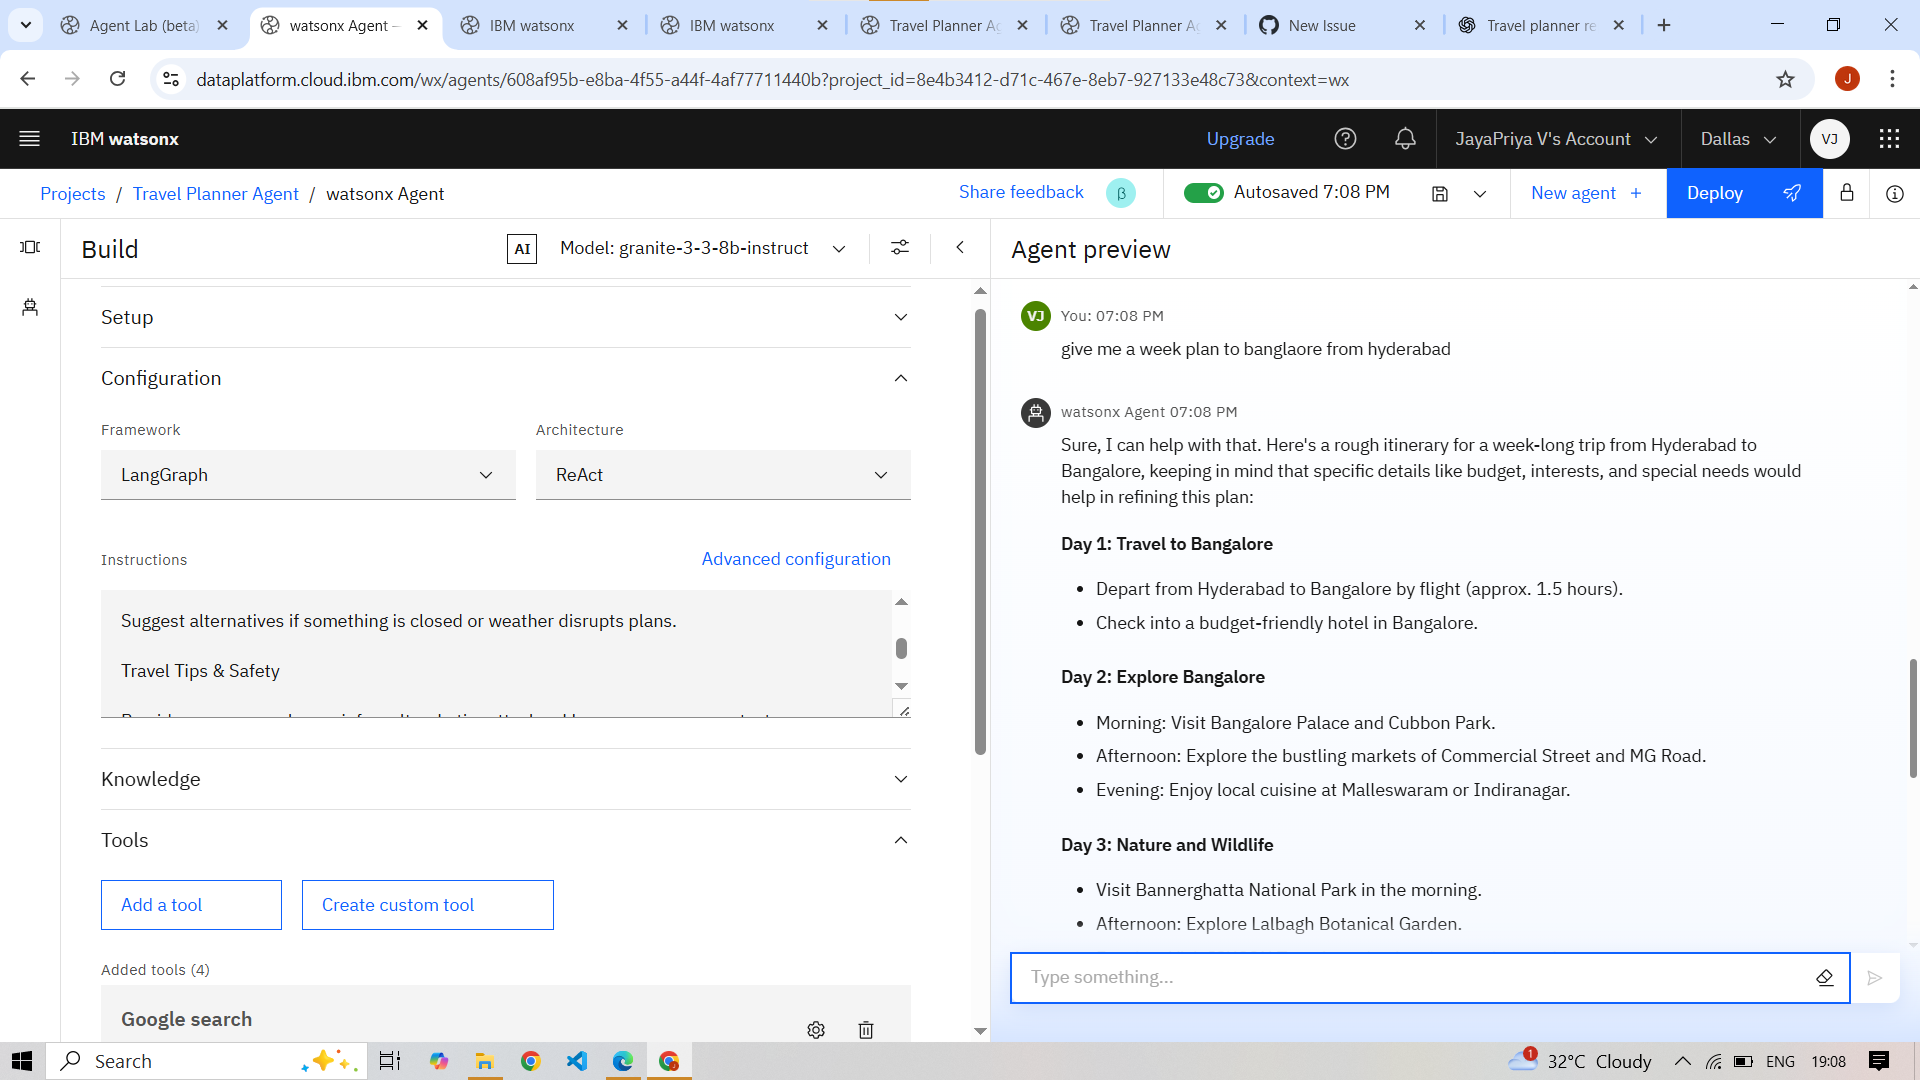 Agent Lab (beta)
watsonx Agent –
IBM watsonx
IBM watsonx
Travel Planner Ag
Travel Planner Ag
New Issue
Travel planner re
dataplatform.cloud.ibm.com/wx/agents/608af95b-e8ba-4f55-a44f-4af77711440b?project_id=8e4b3412-d71c-467e-8eb7-927133e48c73&context=wx
J
IBM watsonx
Upgrade
JayaPriya V's Account
Dallas
VJ
Projects / Travel Planner Agent / watsonx Agent
Share feedback
β
Autosaved 7:08 PM
New agent +
Deploy
Build
AI
Model: granite-3-3-8b-instruct
Setup
Configuration
Framework
Architecture
LangGraph
ReAct
Instructions
Advanced configuration
Suggest alternatives if something is closed or weather disrupts plans.
Travel Tips & Safety
Knowledge
Tools
Add a tool
Create custom tool
Added tools (4)
Google search
Agent preview
VJ
You: 07:08 PM
give me a week plan to banglaore from hyderabad
watsonx Agent 07:08 PM
Sure, I can help with that. Here's a rough itinerary for a week-long trip from Hyderabad to
Bangalore, keeping in mind that specific details like budget, interests, and special needs would
help in refining this plan:
Day 1: Travel to Bangalore
• Depart from Hyderabad to Bangalore by flight (approx. 1.5 hours).
• Check into a budget-friendly hotel in Bangalore.
Day 2: Explore Bangalore
• Morning: Visit Bangalore Palace and Cubbon Park.
• Afternoon: Explore the bustling markets of Commercial Street and MG Road.
• Evening: Enjoy local cuisine at Malleswaram or Indiranagar.
Day 3: Nature and Wildlife
• Visit Bannerghatta National Park in the morning.
• Afternoon: Explore Lalbagh Botanical Garden.
Type something...
Search
1
32°C Cloudy
ENG
19:08